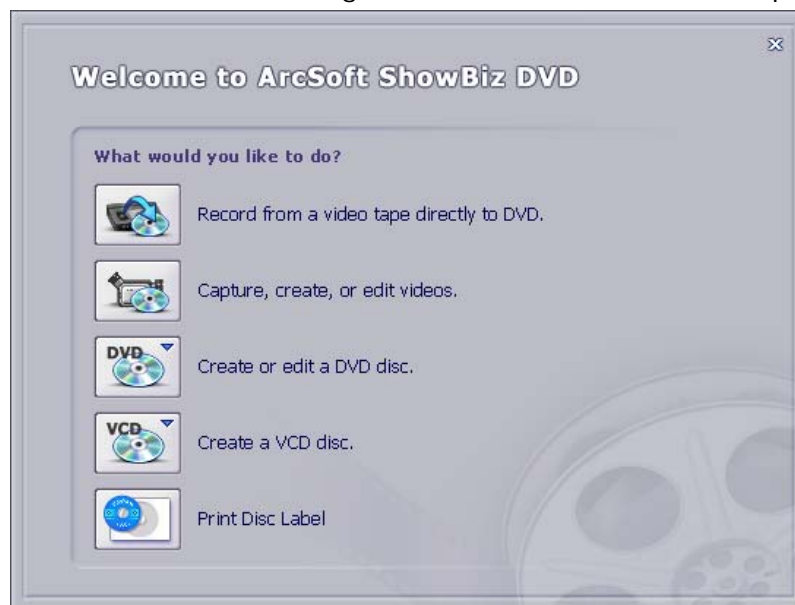 Welcome to ArcSoft ShowBiz DVD
What would you like to do?
Record from a video tape directly to DVD.
Capture, create, or edit videos.
DVD
Create or edit a DVD disc.
VCD
Create a VCD disc.
Print Disc Label